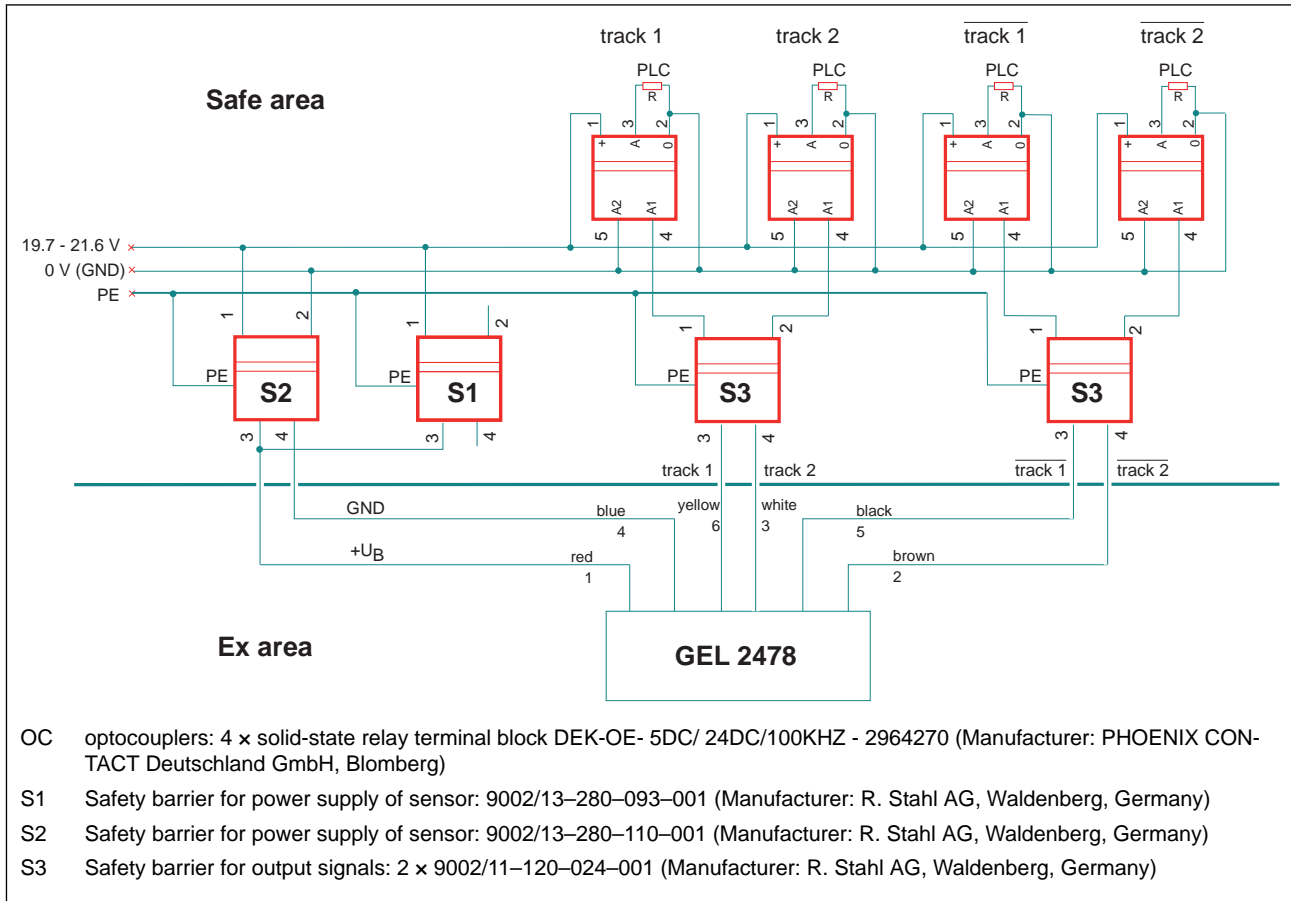 track 1 track 2 track 1 track 2
PLC PLC PLC PLC
R R R R
Safe area
1 3 2 1 3 2 1 3 2 1 3 2
+ A 0 + A 0 + A 0 + A 0
A2 A1 A2 A1 A2 A1 A2 A1
5 4 5 4 5 4 5 4
19.7 - 21.6 V
0 V (GND)
PE
1 2 1 2 1 2 1 2
PE PE PE PE
S2 S1 S3 S3
3 4 3 4 3 4 3 4
track 1 track 2 track 1 track 2
GND blue yellow white black
4 6 3 5
+UB red brown
1 2
Ex area
GEL 2478
OC optocouplers: 4 × solid-state relay terminal block DEK-OE- 5DC/ 24DC/100KHZ - 2964270 (Manufacturer: PHOENIX CON-
TACT Deutschland GmbH, Blomberg)
S1 Safety barrier for power supply of sensor: 9002/13–280–093–001 (Manufacturer: R. Stahl AG, Waldenberg, Germany)
S2 Safety barrier for power supply of sensor: 9002/13–280–110–001 (Manufacturer: R. Stahl AG, Waldenberg, Germany)
S3 Safety barrier for output signals: 2 × 9002/11–120–024–001 (Manufacturer: R. Stahl AG, Waldenberg, Germany)